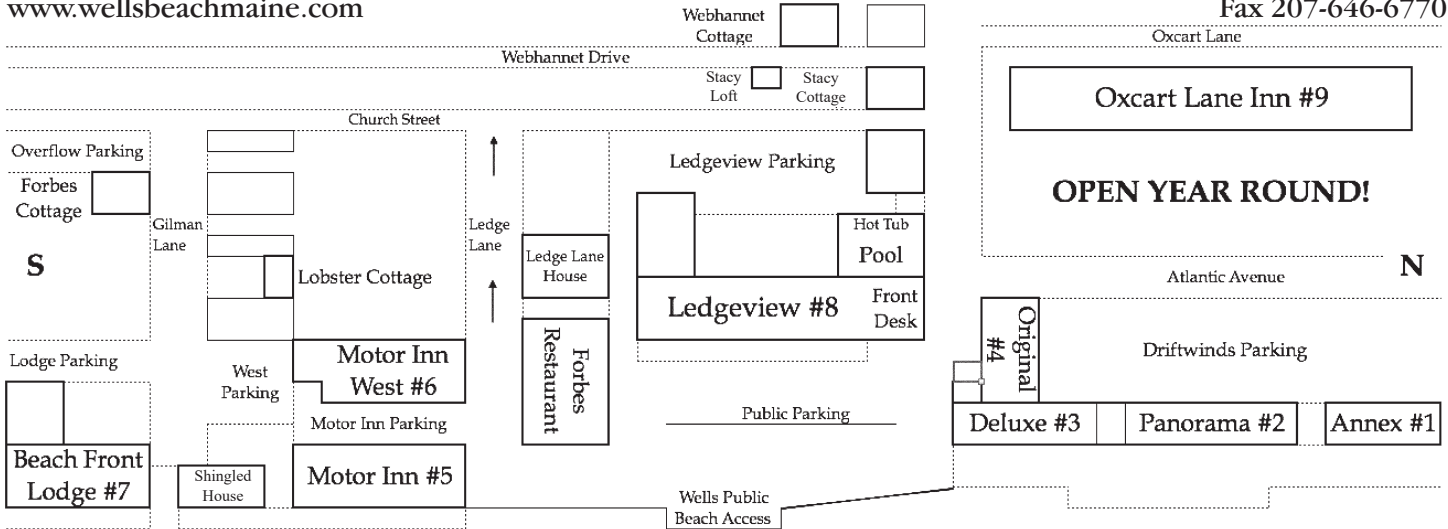 www.wellsbeachmaine.com
Fax 207-646-6770
Webhannet
Cottage
Oxcart Lane
Webhannet Drive
Stacy
Loft
Stacy
Cottage
Oxcart Lane Inn #9
Church Street
Overflow Parking
Forbes
Cottage
Gilman
Lane
Ledge
Lane
Ledgeview Parking
OPEN YEAR ROUND!
S
Lobster Cottage
Ledge Lane
House
Hot Tub
Pool
Atlantic Avenue
N
Ledgeview #8
Front
Desk
Original
#4
Driftwinds Parking
Lodge Parking
West
Parking
Motor Inn
West #6
Forbes
Restaurant
Motor Inn Parking
Public Parking
Deluxe #3
Panorama #2
Annex #1
Beach Front
Lodge #7
Shingled
House
Motor Inn #5
Wells Public
Beach Access